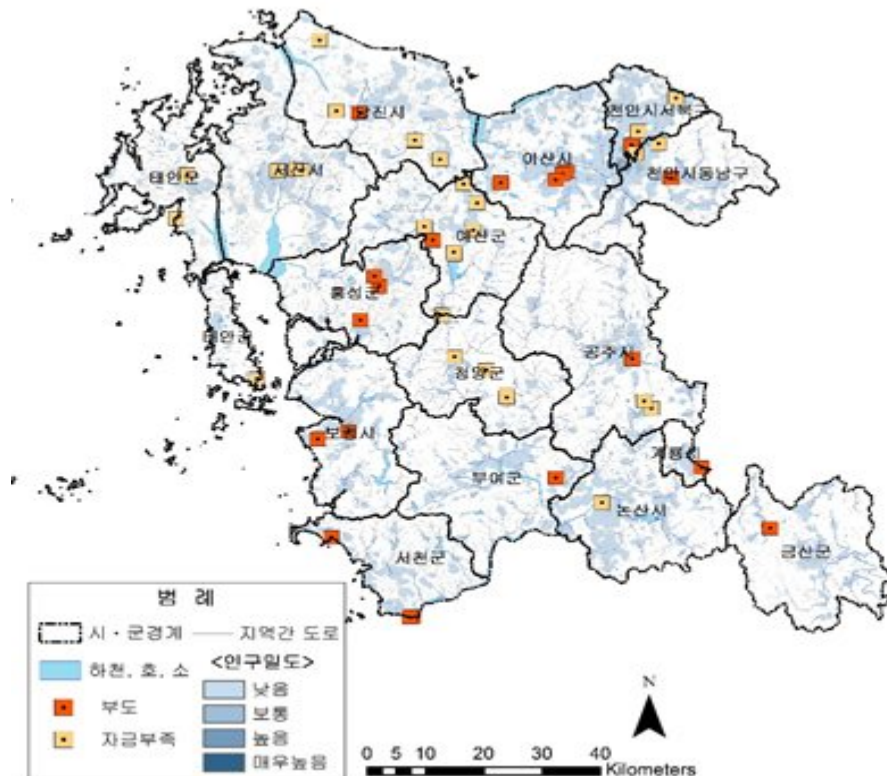 당진시
천안시서북
아산시
태안군
서산시
천안시동남구
예산군
홍성군
태안군
공주시
청양군
보령시
계룡시
부여군
논산시
서천군
금산군
범 례
시・군경계
지역간 도로
하천, 호, 소
<인구밀도>
낮음
부도
보통
자금부족
높음
매우높음
N
0 5 10 20 30 40
Kilometers